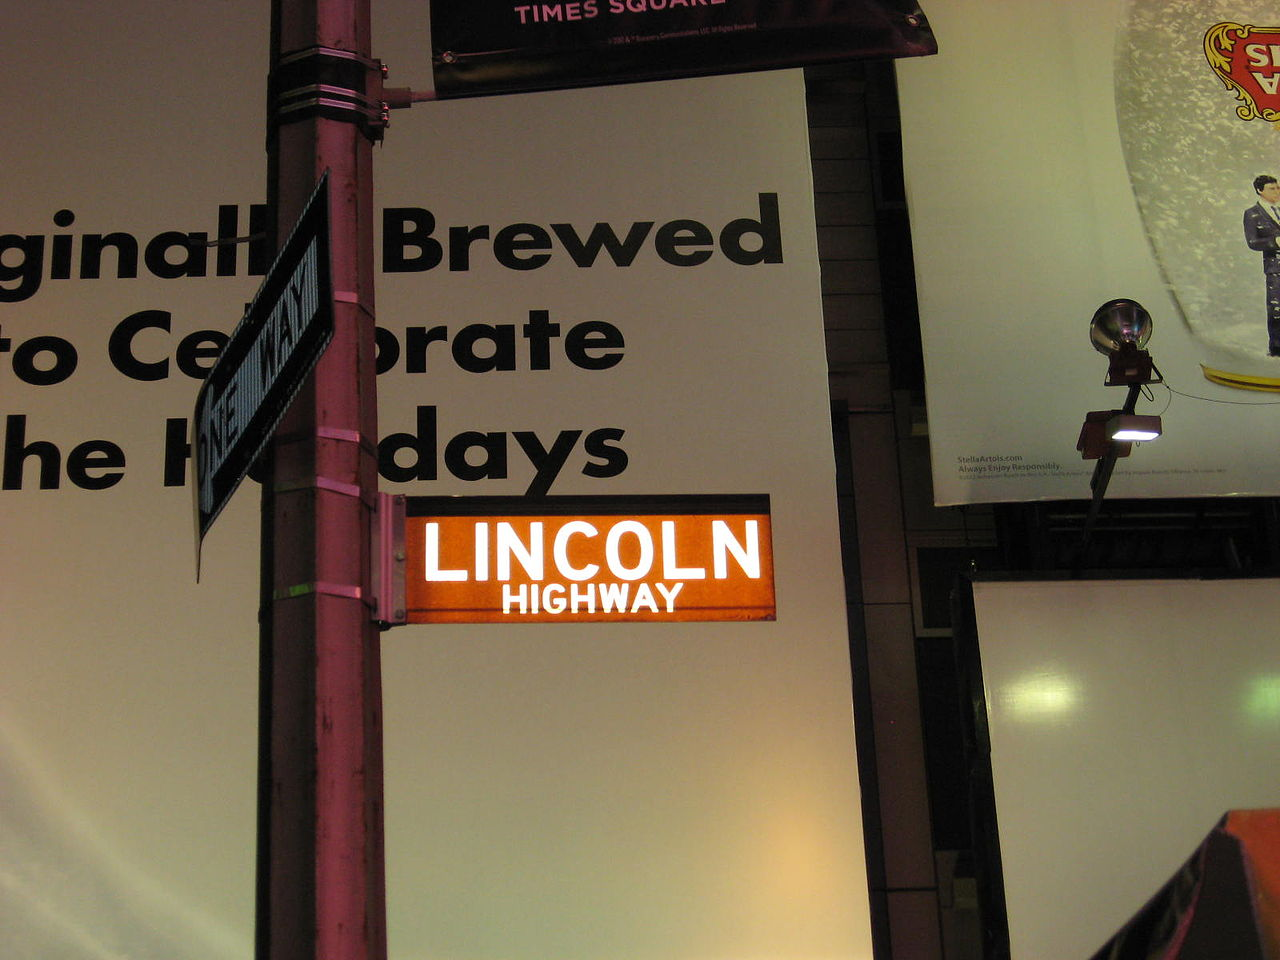 TIMES SQUARE
ginall Brewed
to Ce orate
he H days
ONE WAY
LINCOLN
HIGHWAY
StellaArtois.com
Always Enjoy Responsibly.